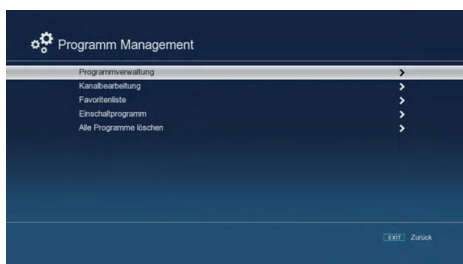 Programm Management
Programmverwaltung
Kanalbearbeitung
Favoritenliste
Einschaltprogramm
Alle Programme löschen
EXIT Zurück